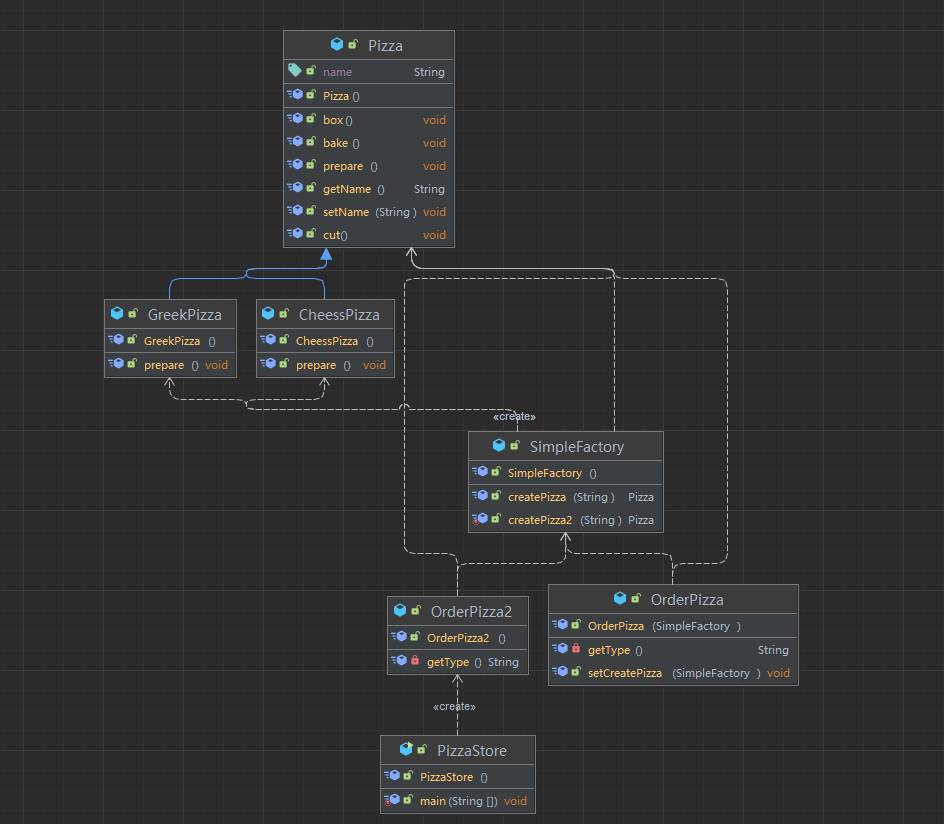 Pizza
name String
Pizza ()
box () void
bake () void
prepare () void
getName () String
setName (String ) void
cut() void
GreekPizza
GreekPizza ()
prepare () void
CheessPizza
CheessPizza ()
prepare () void
«create»
SimpleFactory
SimpleFactory ()
createPizza (String ) Pizza
createPizza2 (String ) Pizza
OrderPizza2
OrderPizza2 ()
getType () String
OrderPizza
OrderPizza (SimpleFactory )
getType () String
setCreatePizza (SimpleFactory ) void
«create»
PizzaStore
PizzaStore ()
main (String []) void